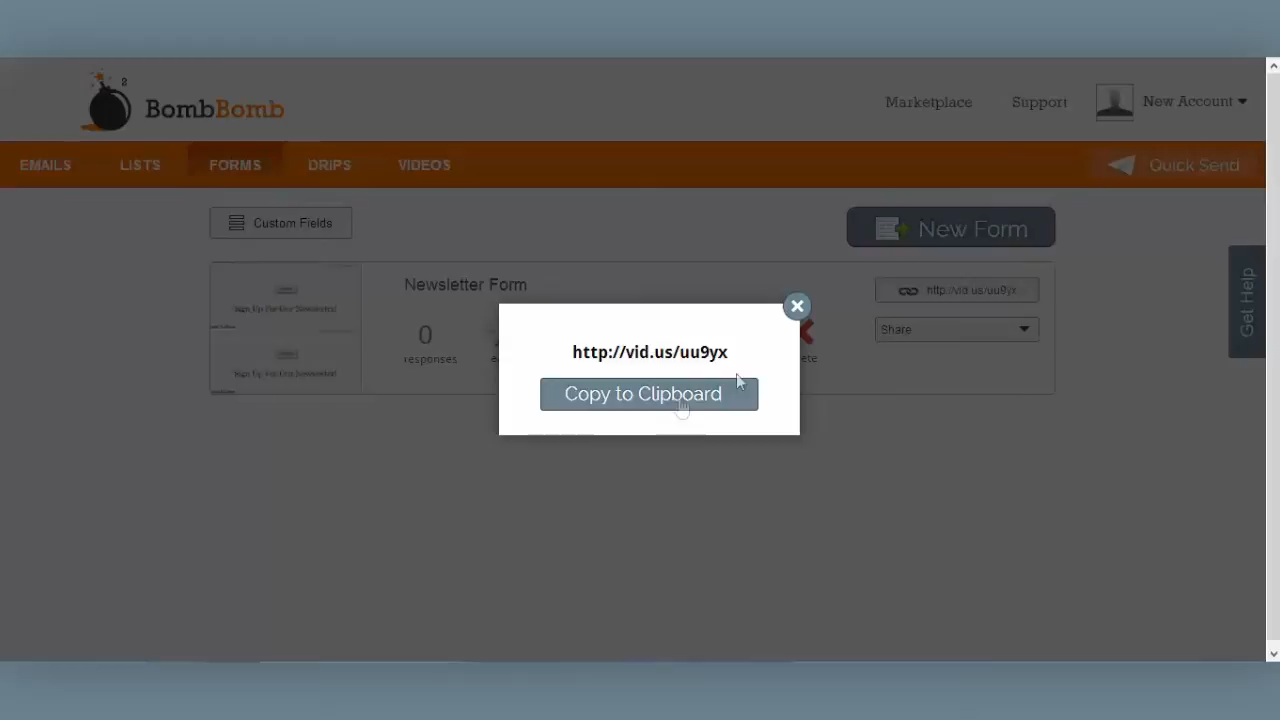 BombBomb
Marketplace
Support
New Account
EMAILS
LISTS
FORMS
DRIPS
VIDEOS
Quick Send
Custom Fields
New Form
Newsletter Form
http://vid.us/uu9yx
0
responses
Share
http://vid.us/uu9yx
Copy to Clipboard
Get Help